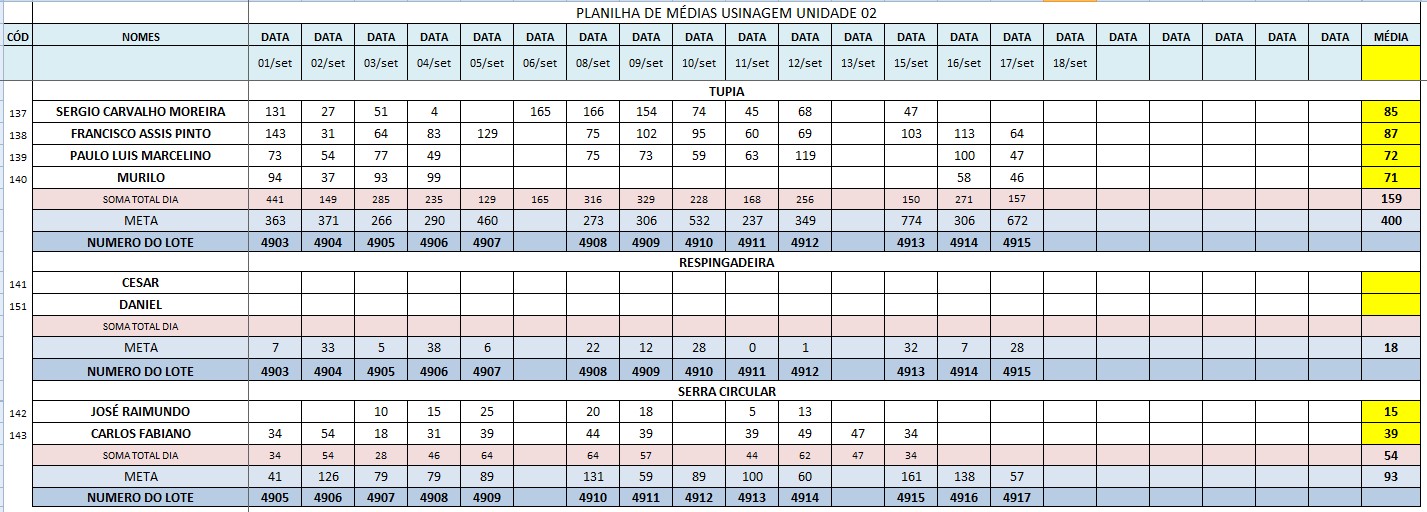 PLANILHA DE MÉDIAS USINAGEM UNIDADE 02
CÓD NOMES DATA DATA DATA DATA DATA DATA DATA DATA DATA DATA DATA DATA DATA DATA DATA DATA DATA DATA DATA DATA DATA MÉDIA
01/set 02/set 03/set 04/set 05/set 06/set 08/set 09/set 10/set 11/set 12/set 13/set 15/set 16/set 17/set 18/set
TUPIA
137 SERGIO CARVALHO MOREIRA 131 27 51 4 165 166 154 74 45 68 47 85
138 FRANCISCO ASSIS PINTO 143 31 64 83 129 75 102 95 60 69 103 113 64 87
139 PAULO LUIS MARCELINO 73 54 77 49 75 73 59 63 119 100 47 72
140 MURILO 94 37 93 99 58 46 71
SOMA TOTAL DIA 441 149 285 235 129 165 316 329 228 168 256 150 271 157 159
META 363 371 266 290 460 273 306 532 237 349 774 306 672 400
NUMERO DO LOTE 4903 4904 4905 4906 4907 4908 4909 4910 4911 4912 4913 4914 4915
RESPINGADEIRA
141 CESAR
151 DANIEL
SOMA TOTAL DIA
META 7 33 5 38 6 22 12 28 0 1 32 7 28 18
NUMERO DO LOTE 4903 4904 4905 4906 4907 4908 4909 4910 4911 4912 4913 4914 4915
SERRA CIRCULAR
142 JOSÉ RAIMUNDO 10 15 25 20 18 5 13 15
143 CARLOS FABIANO 34 54 18 31 39 44 39 39 49 47 34 39
SOMA TOTAL DIA 34 54 28 46 64 64 57 44 62 47 34 54
META 41 126 79 79 89 131 59 89 100 60 161 138 57 93
NUMERO DO LOTE 4905 4906 4907 4908 4909 4910 4911 4912 4913 4914 4915 4916 4917